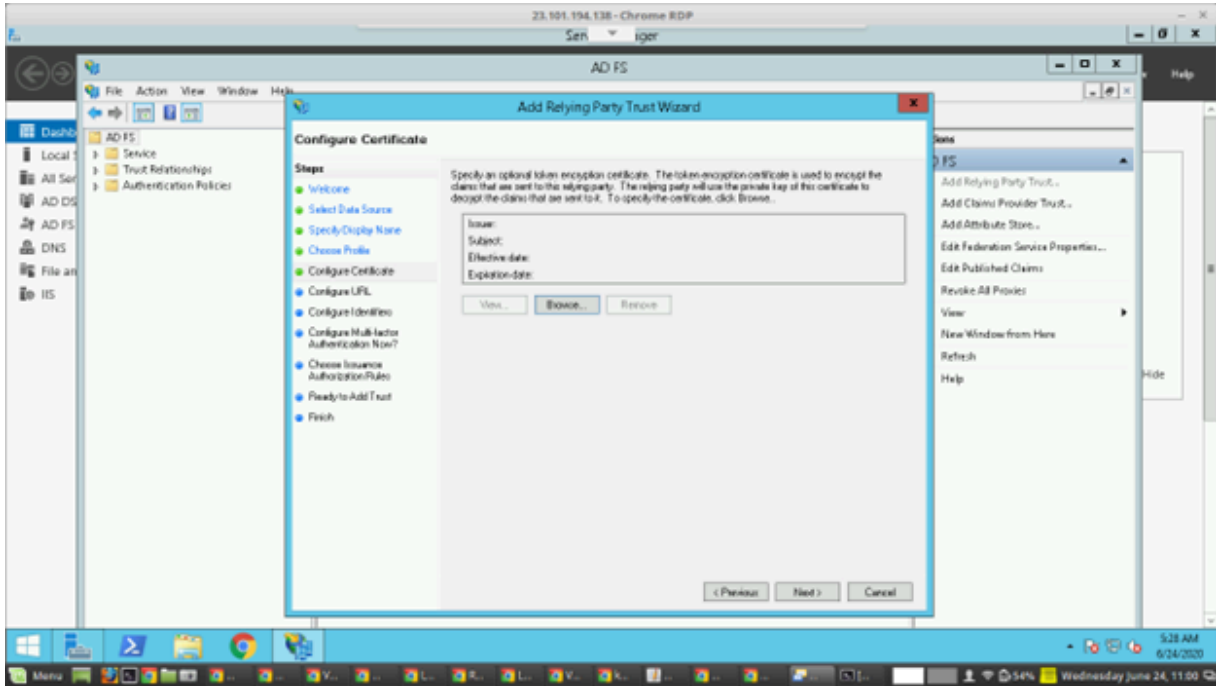 23.101.194.138 - Chrome RDP
Help
AD FS
File Action View Window Help
Add Relying Party Trust Wizard
AD FS
Service
Trust Relationships
Authentication Policies
Local
DNS
IIS
Configure Certificate
Steps
Welcome
Select Data Source
Specify Display Name
Choose Profile
Configure Certificate
Configure URL
Configure Identifiers
Configure Multi-factor
Authentication Now?
Choose Issuance
Authorization Rules
Ready to Add Trust
Finish
Specify an optional token encryption certificate. The token encryption certificate is used to encrypt the
claims that are sent to this relying party. The relying party will use the private key of this certificate to
decrypt the claims that are sent to it. To specify the certificate, click Browse...
Issuer:
Subject:
Effective date:
Expiration date:
View... Browse... Remove
< Previous Next > Cancel
Add Relying Party Trust...
Add Claims Provider Trust...
Add Attribute Store...
Edit Federation Service Properties...
Edit Published Claims
Revoke All Proxies
View
New Window from Here
Refresh
Help
Hide
5:28 AM
6/24/2020
Menu
54%
Wednesday June 24, 11:00